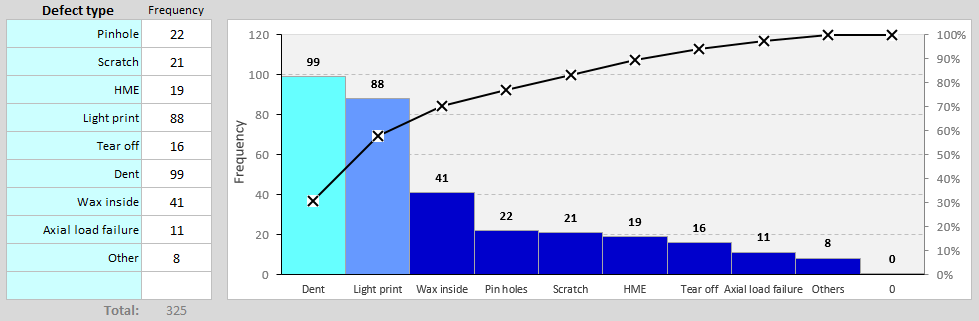 Defect type Frequency
Pinhole 22
Scratch 21
HME 19
Light print 88
Tear off 16
Dent 99
Wax inside 41
Axial load failure 11
Other 8
Total: 325
Frequency
120
100
80
60
40
20
0
99
88
41
22
21
19
16
11
8
0
100%
90%
80%
70%
60%
50%
40%
30%
20%
10%
0%
Dent Light print Wax inside Pin holes Scratch HME Tear off Axial load failure Others 0